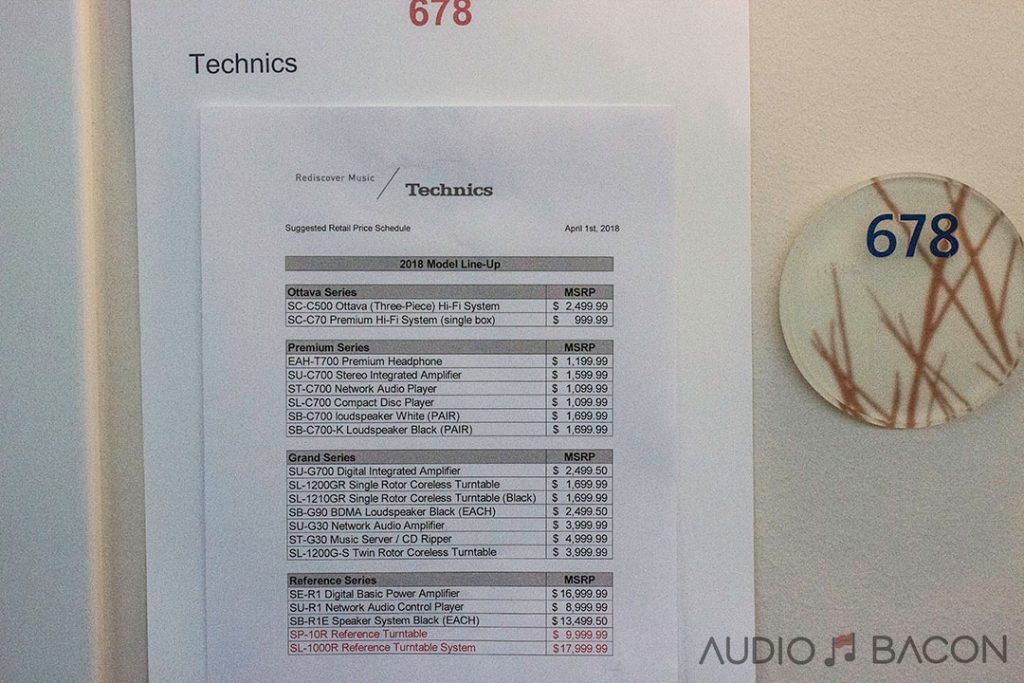 678
Technics
Rediscover Music / Technics
Suggested Retail Price Schedule April 1st, 2018
2018 Model Line-Up
Ottava Series MSRP
SC-C500 Ottava (Three-Piece) Hi-Fi System $ 2,499.99
SC-C70 Premium Hi-Fi System (single box) $ 999.99
Premium Series MSRP
EAH-T700 Premium Headphone $ 1,199.99
SU-C700 Stereo Integrated Amplifier $ 1,599.99
ST-C700 Network Audio Player $ 1,099.99
SL-C700 Compact Disc Player $ 1,099.99
SB-C700 loudspeaker White (PAIR) $ 1,699.99
SB-C700-K Loudspeaker Black (PAIR) $ 1,699.99
Grand Series MSRP
SU-G700 Digital Integrated Amplifier $ 2,499.50
SL-1200GR Single Rotor Coreless Turntable $ 1,699.99
SL-1210GR Single Rotor Coreless Turntable (Black) $ 1,699.99
SB-G90 BDMA Loudspeaker Black (EACH) $ 2,499.50
SU-G30 Network Audio Amplifier $ 3,999.99
ST-G30 Music Server / CD Ripper $ 4,999.99
SL-1200G-S Twin Rotor Coreless Turntable $ 3,999.99
Reference Series MSRP
SE-R1 Digital Basic Power Amplifier $ 16,999.99
SU-R1 Network Audio Control Player $ 8,999.99
SB-R1E Speaker System Black (EACH) $ 13,499.50
SP-10R Reference Turntable $ 9,999.99
SL-1000R Reference Turntable System $ 17,999.99
678
AUDIO BACON